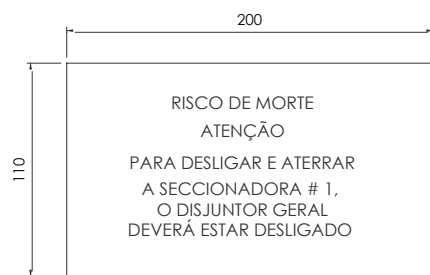 200
110
RISCO DE MORTE
ATENÇÃO
PARA DESLIGAR E ATERRAR
A SECCIONADORA # 1,
O DISJUNTOR GERAL
DEVERÁ ESTAR DESLIGADO